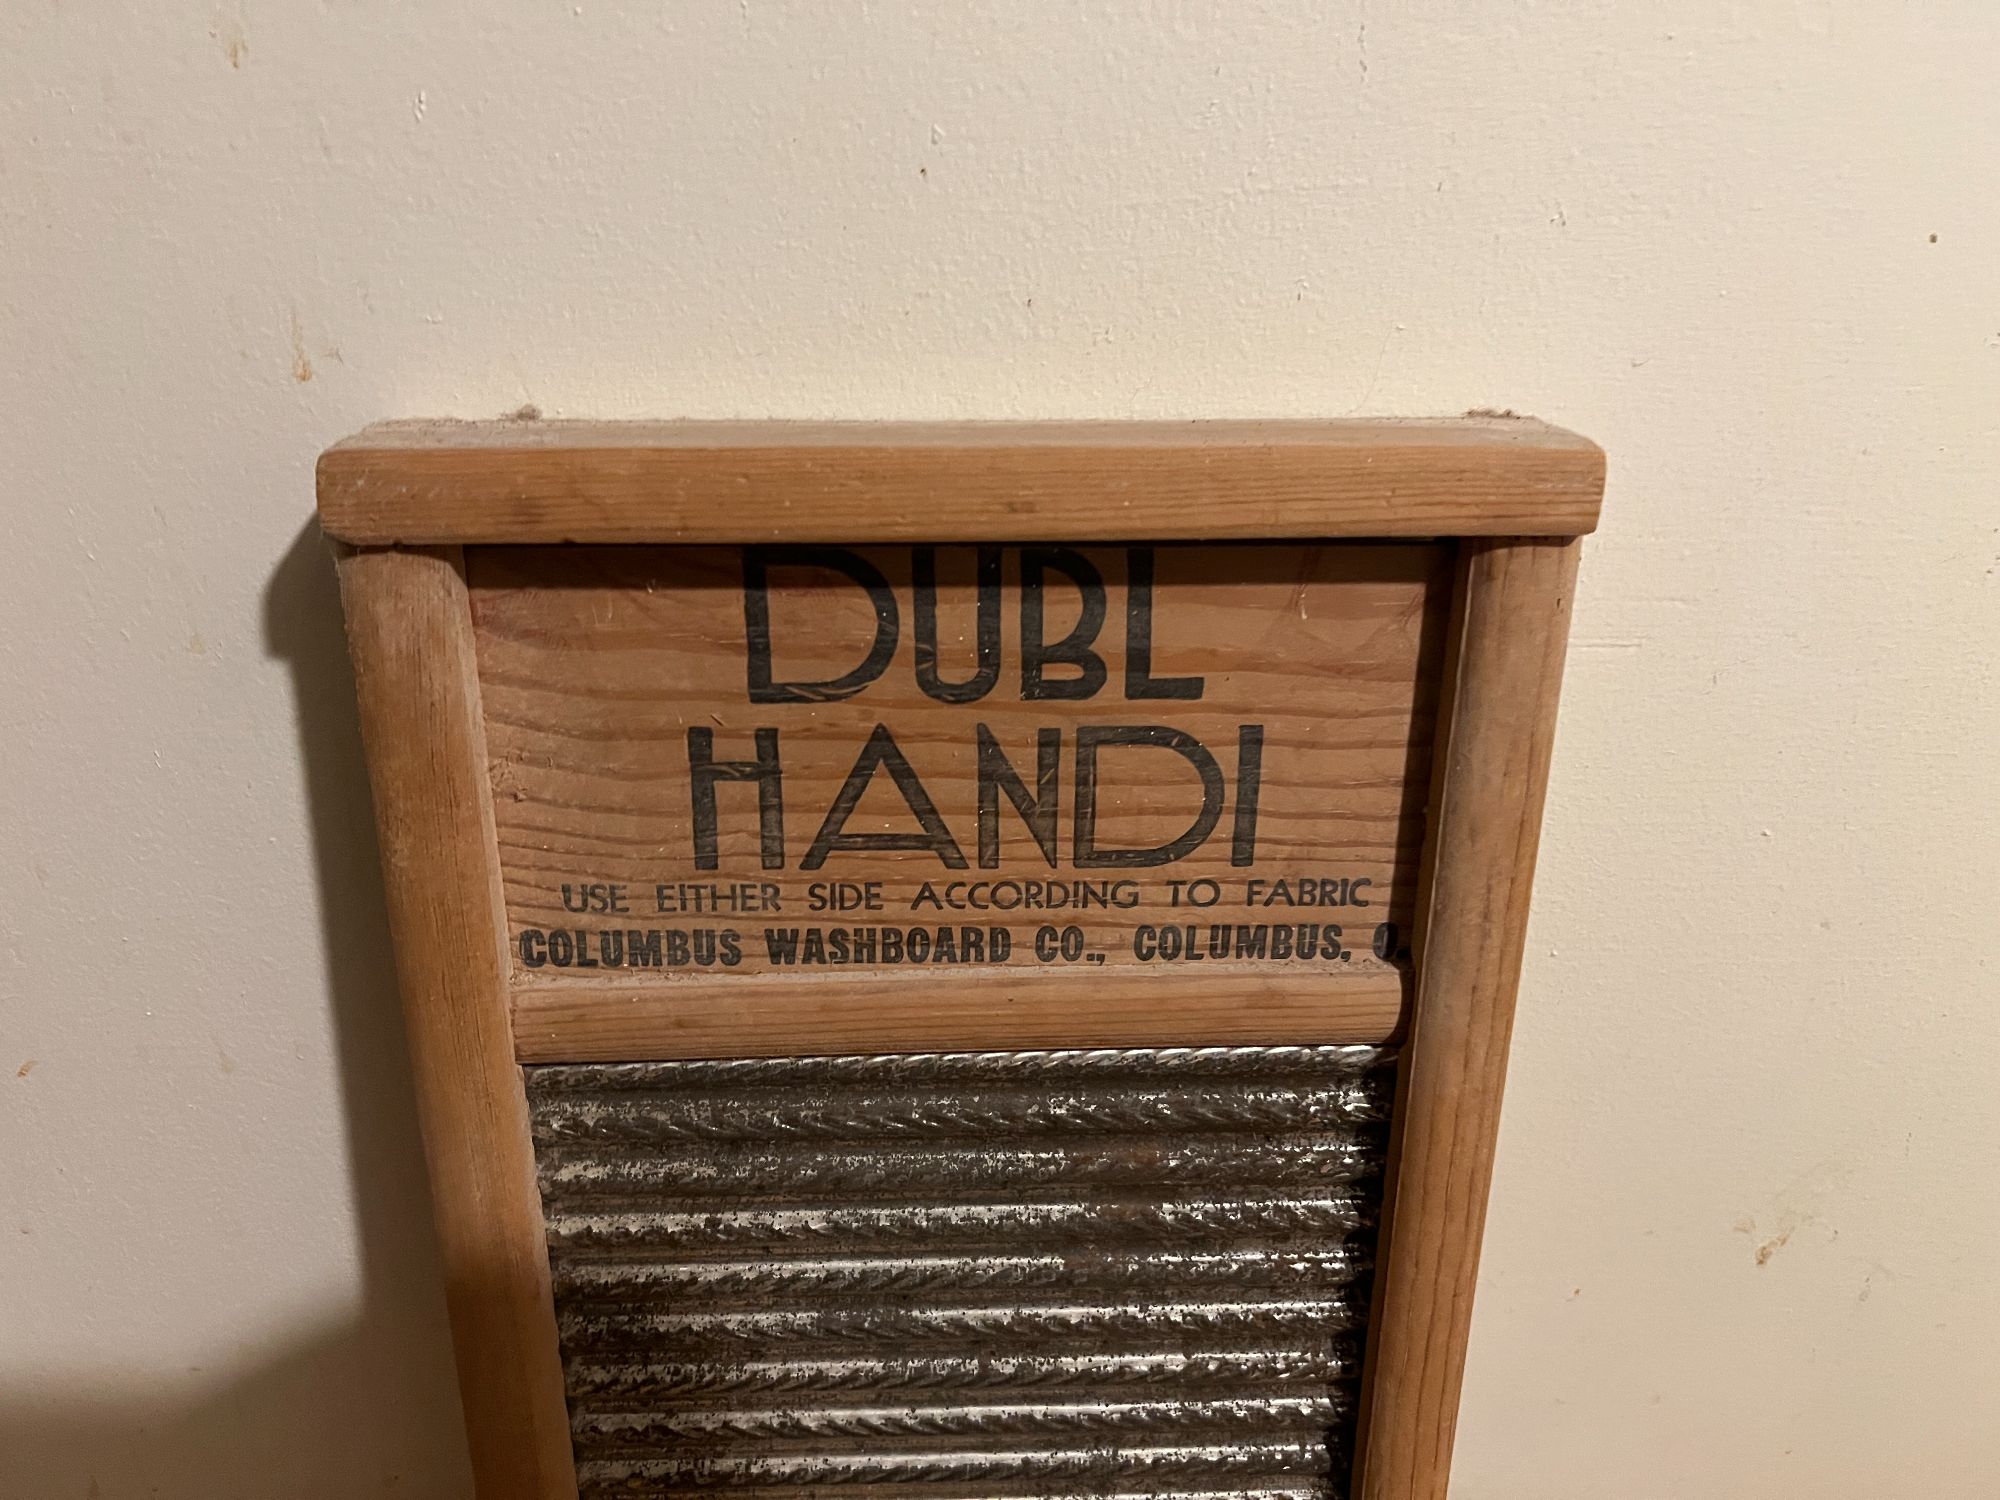 DUBL
HANDI
USE EITHER SIDE ACCORDING TO FABRIC
COLUMBUS WASHBOARD CO., COLUMBUS, O.